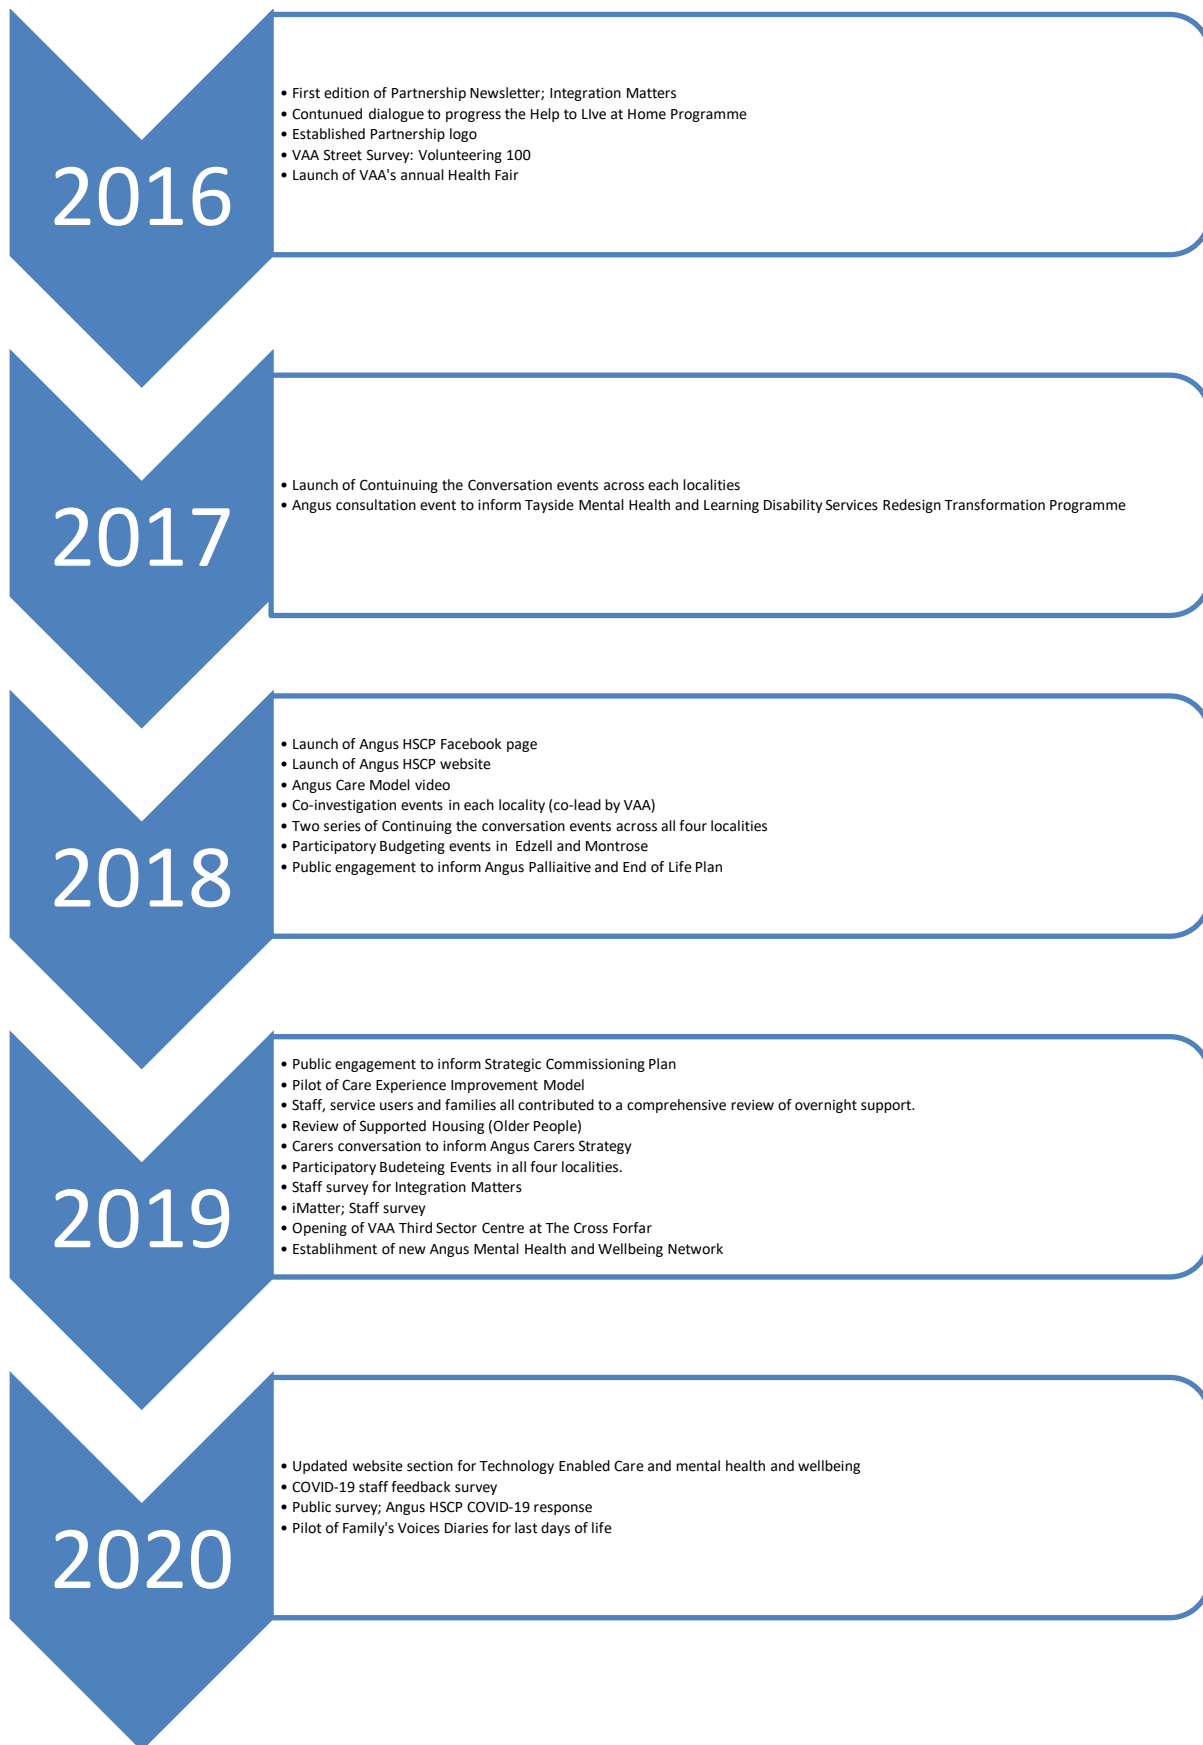 2016
• First edition of Partnership Newsletter; Integration Matters
• Contunued dialogue to progress the Help to LIve at Home Programme
• Established Partnership logo
• VAA Street Survey: Volunteering 100
• Launch of VAA's annual Health Fair
2017
• Launch of Contuinuing the Conversation events across each localities
• Angus consultation event to inform Tayside Mental Health and Learning Disability Services Redesign Transformation Programme
2018
• Launch of Angus HSCP Facebook page
• Launch of Angus HSCP website
• Angus Care Model video
• Co-investigation events in each locality (co-lead by VAA)
• Two series of Continuing the conversation events across all four localities
• Participatory Budgeting events in Edzell and Montrose
• Public engagement to inform Angus Palliaitive and End of Life Plan
2019
• Public engagement to inform Strategic Commissioning Plan
• Pilot of Care Experience Improvement Model
• Staff, service users and families all contributed to a comprehensive review of overnight support.
• Review of Supported Housing (Older People)
• Carers conversation to inform Angus Carers Strategy
• Participatory Budeteing Events in all four localities.
• Staff survey for Integration Matters
• iMatter; Staff survey
• Opening of VAA Third Sector Centre at The Cross Forfar
• Establihment of new Angus Mental Health and Wellbeing Network
2020
• Updated website section for Technology Enabled Care and mental health and wellbeing
• COVID-19 staff feedback survey
• Public survey; Angus HSCP COVID-19 response
• Pilot of Family's Voices Diaries for last days of life